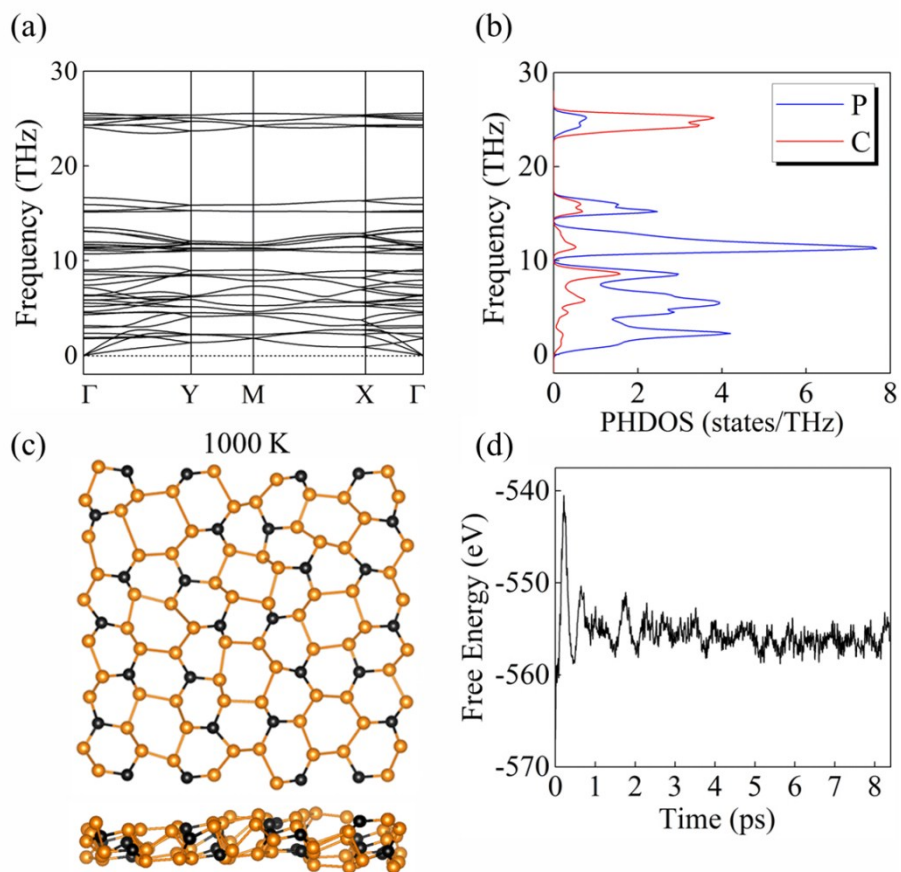 (a)
Frequency (THz)
30
20
10
0
Γ Y M X Γ
(b)
Frequency (THz)
30
20
10
0
P
C
0 2 4 6 8
PHDOS (states/THz)
(c)
1000 K
(d)
Free Energy (eV)
-540
-550
-560
-570
0 1 2 3 4 5 6 7 8
Time (ps)